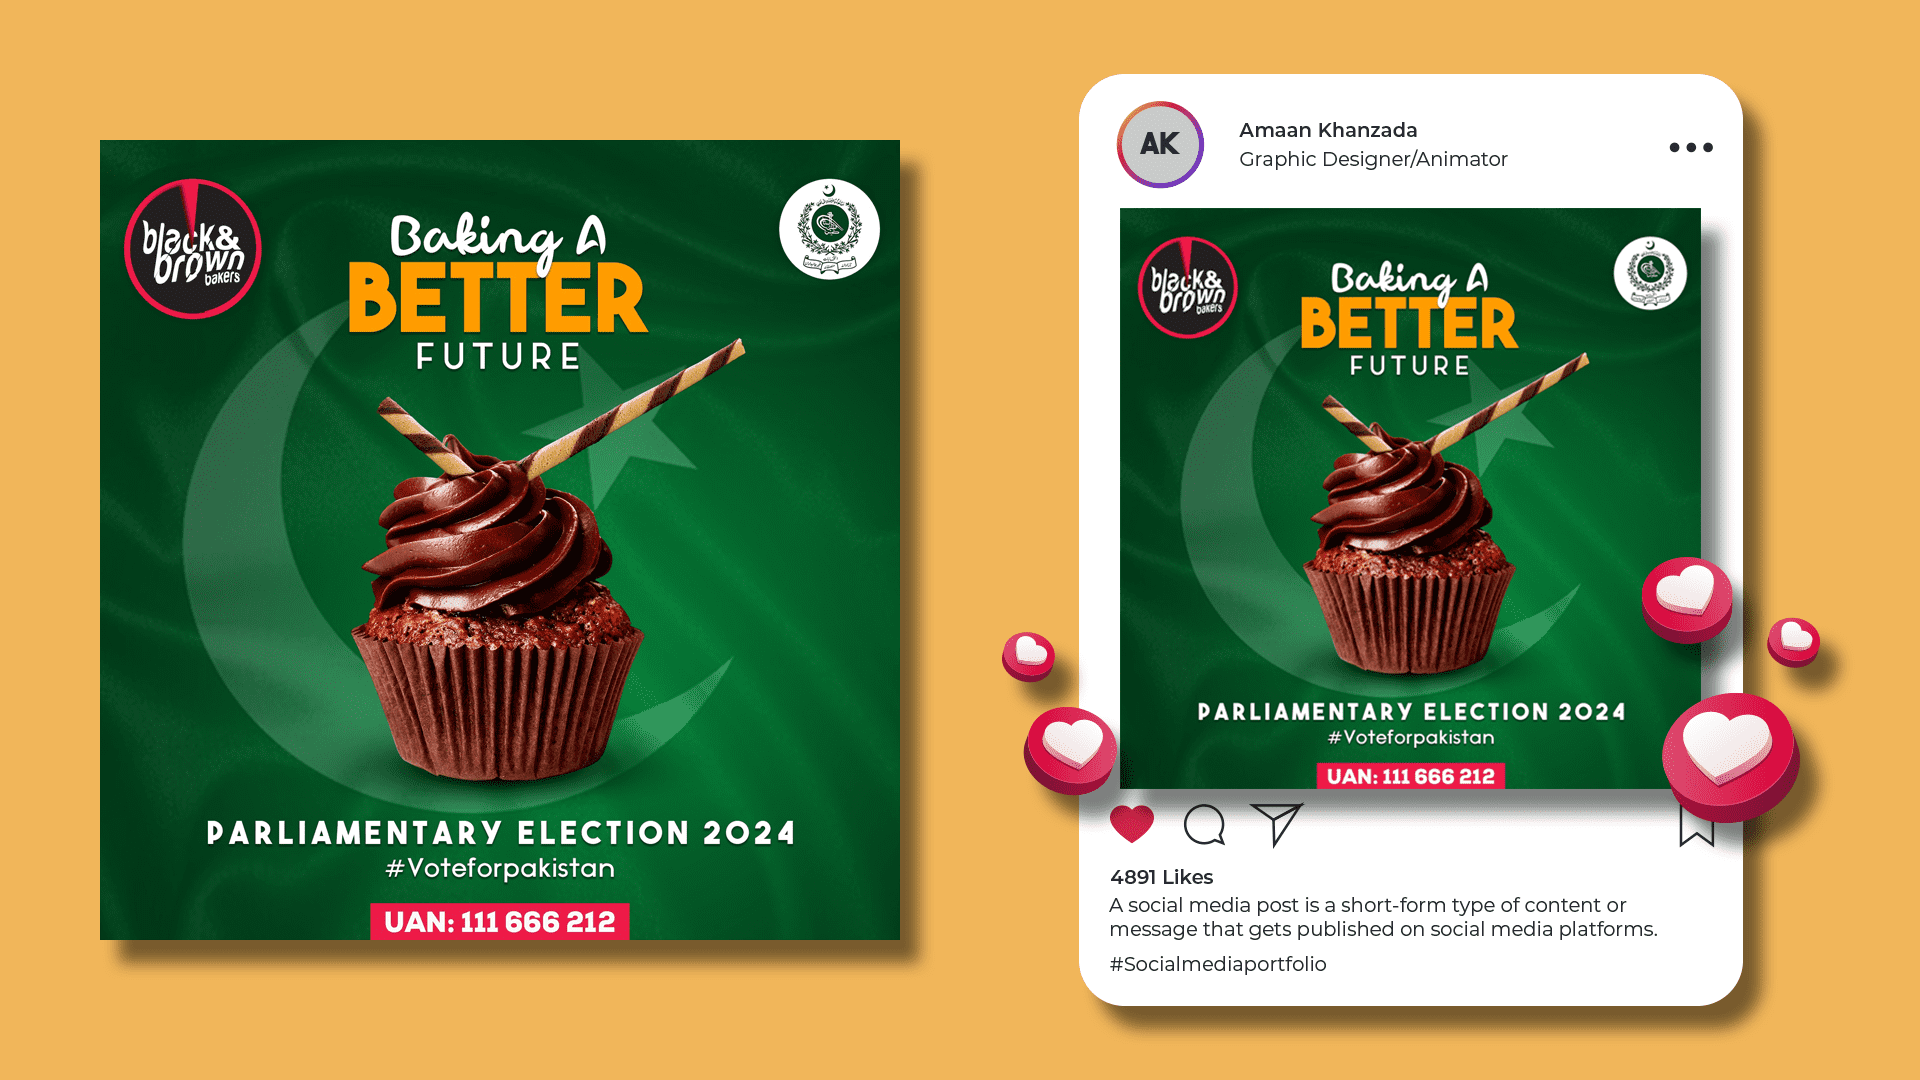 black&
brown
bakers
Baking A
BETTER
FUTURE
PARLIAMENTARY ELECTION 2024
#Voteforpakistan
UAN: 111 666 212
AK
Amaan Khanzada
Graphic Designer/Animator
black&
brown
bakers
Baking A
BETTER
FUTURE
PARLIAMENTARY ELECTION 2024
#Voteforpakistan
UAN: 111 666 212
4891 Likes
A social media post is a short-form type of content or
message that gets published on social media platforms.
#Socialmediaportfolio